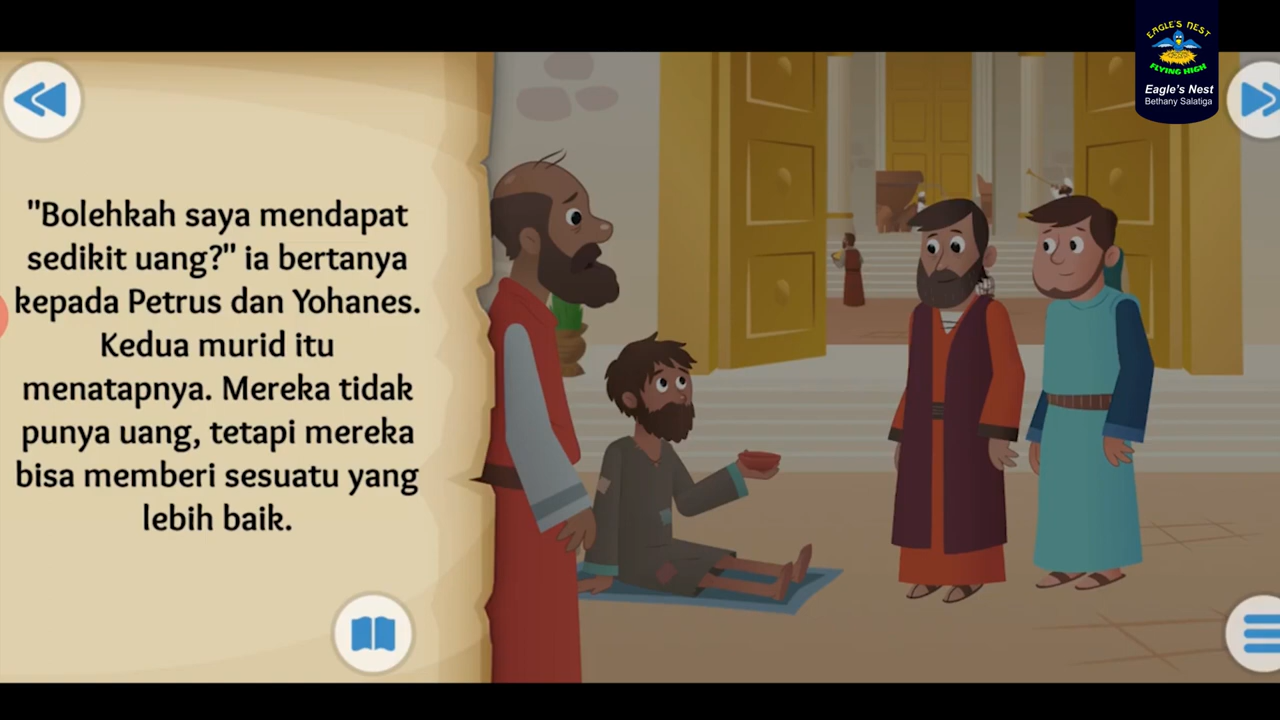 EAGLE'S NEST
FLYING HIGH
Eagle's Nest
Bethany Salatiga
"Bolehkah saya mendapat
sedikit uang?" ia bertanya
kepada Petrus dan Yohanes.
Kedua murid itu
menatapnya. Mereka tidak
punya uang, tetapi mereka
bisa memberi sesuatu yang
lebih baik.